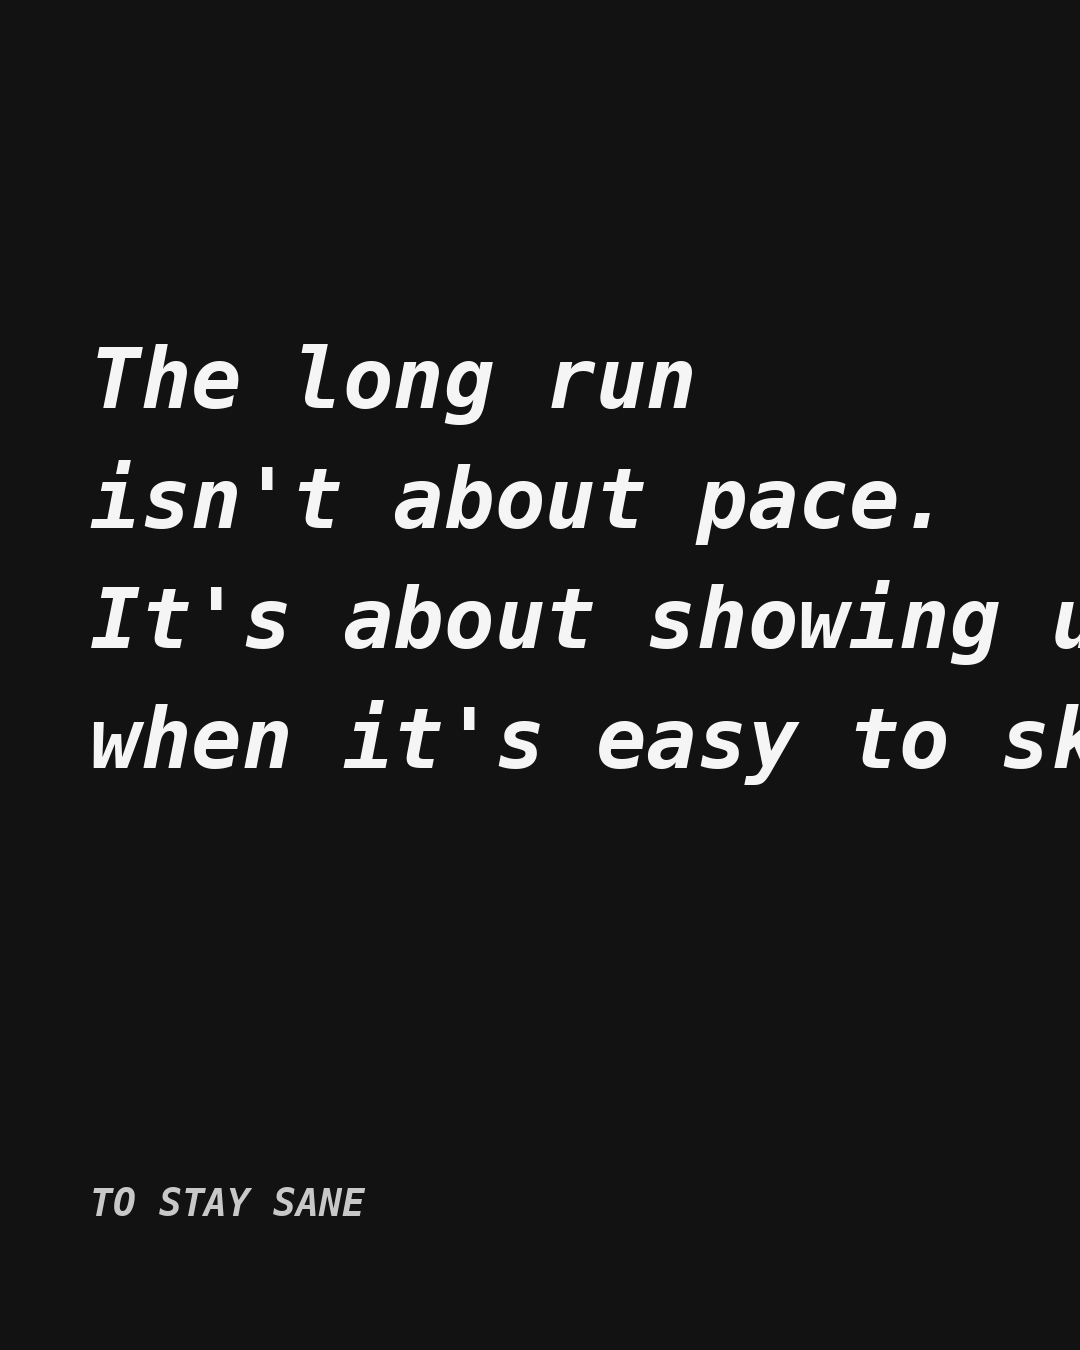 The long run
isn't about pace.
It's about showing
when it's easy to
TO STAY SANE